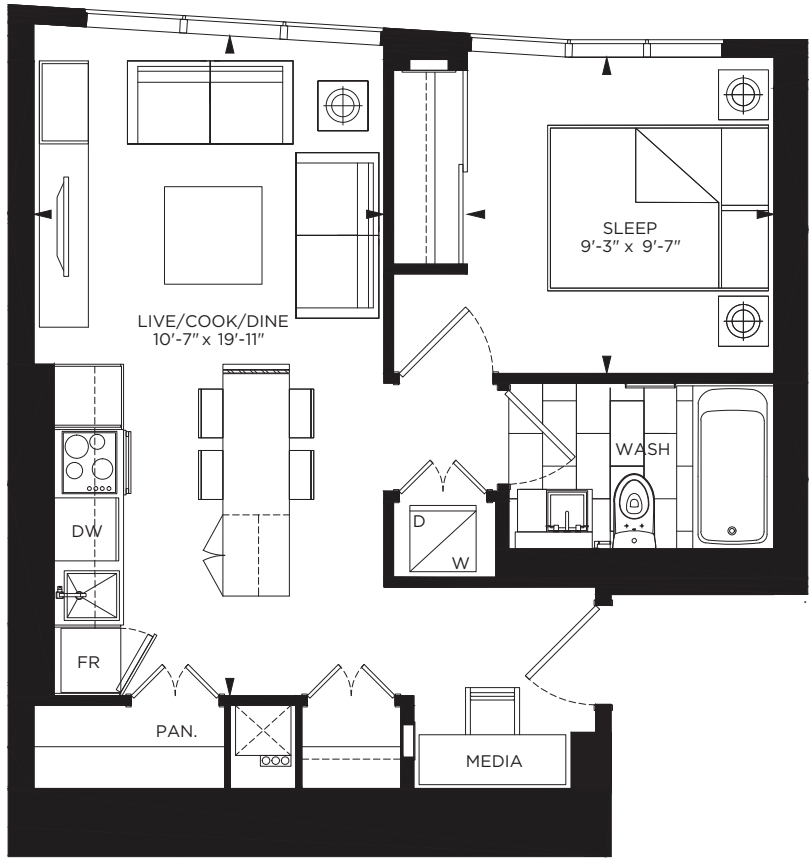 SLEEP
9'-3" x 9'-7"
LIVE/COOK/DINE
10'-7" x 19'-11"
WASH
D
W
DW
FR
PAN.
MEDIA